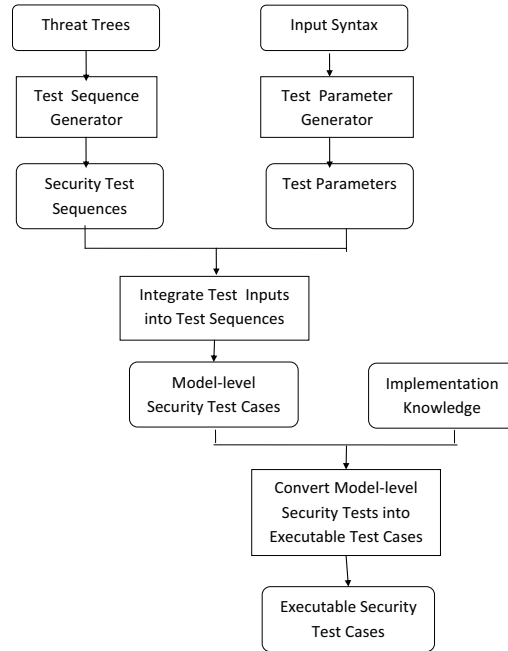 Threat Trees
Input Syntax
Test Sequence
Generator
Test Parameter
Generator
Security Test
Sequences
Test Parameters
Integrate Test Inputs
into Test Sequences
Model-level
Security Test Cases
Implementation
Knowledge
Convert Model-level
Security Tests into
Executable Test Cases
Executable Security
Test Cases